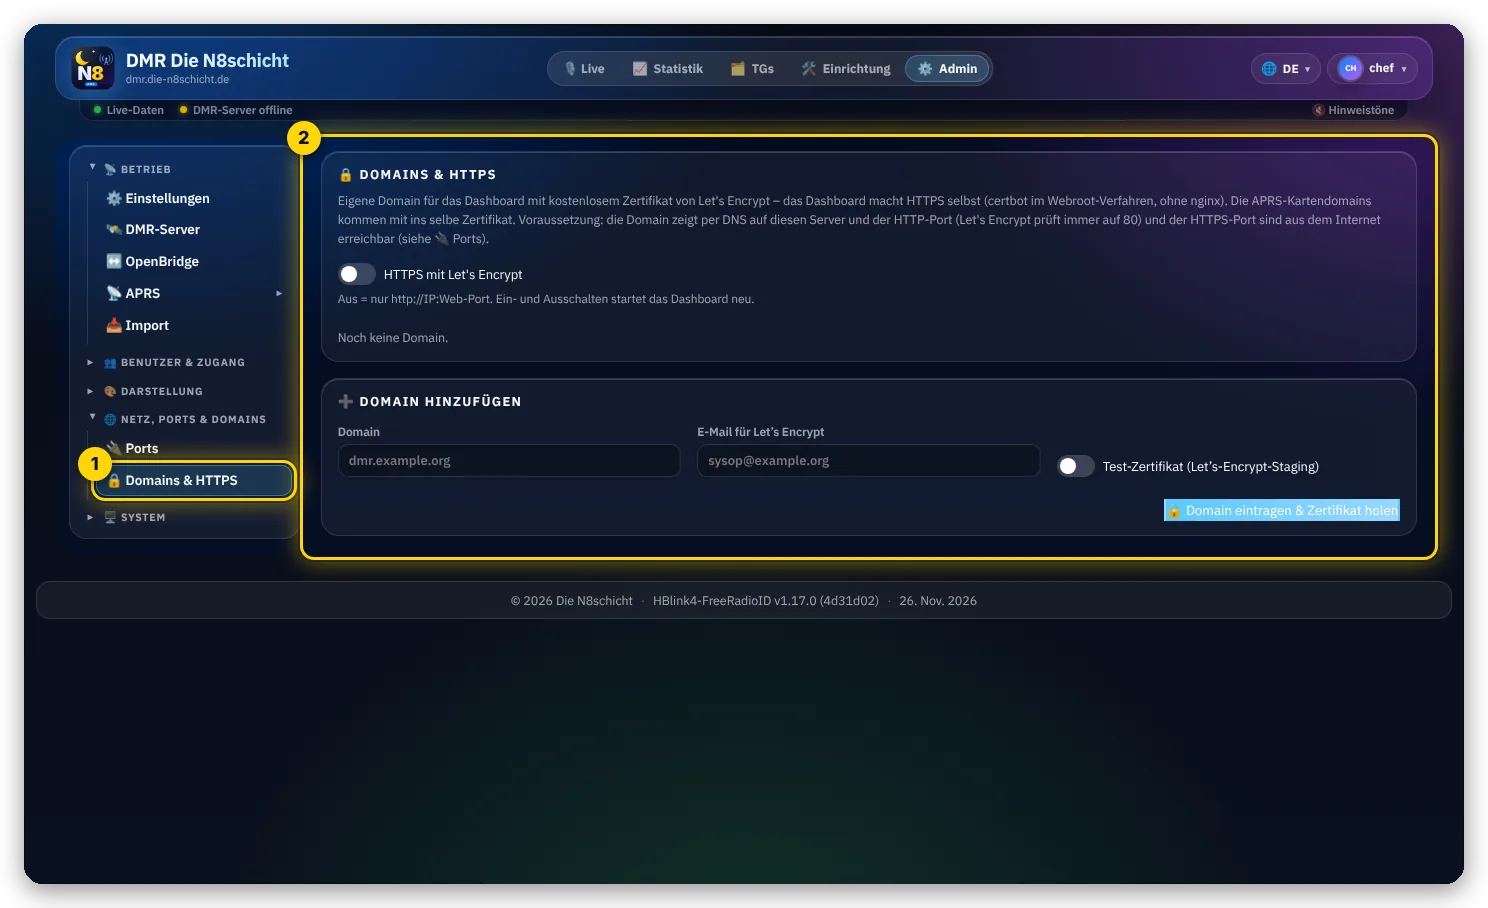 DMR Die N8schicht
dmr.die-n8schicht.de
N8
Live
Statistik
TGs
Einrichtung
Admin
DE
CH chef
Live-Daten
DMR-Server offline
Hinweistöne
2
BETRIEB
Einstellungen
DMR-Server
OpenBridge
APRS
Import
BENUTZER & ZUGANG
DARSTELLUNG
NETZ, PORTS & DOMAINS
Ports
1
Domains & HTTPS
SYSTEM
DOMAINS & HTTPS
Eigene Domain für das Dashboard mit kostenlosem Zertifikat von Let's Encrypt – das Dashboard macht HTTPS selbst (certbot im Webroot-Verfahren, ohne nginx). Die APRS-Kartendomains
kommen mit ins selbe Zertifikat. Voraussetzung: die Domain zeigt per DNS auf diesen Server und der HTTP-Port (Let's Encrypt prüft immer auf 80) und der HTTPS-Port sind aus dem Internet
erreichbar (siehe 🔌 Ports).
HTTPS mit Let's Encrypt
Aus = nur http://IP:Web-Port. Ein- und Ausschalten startet das Dashboard neu.
Noch keine Domain.
DOMAIN HINZUFÜGEN
Domain
dmr.example.org
E-Mail für Let’s Encrypt
sysop@example.org
Test-Zertifikat (Let’s-Encrypt-Staging)
Domain eintragen & Zertifikat holen
© 2026 Die N8schicht · HBlink4-FreeRadioID v1.17.0 (4d31d02) · 26. Nov. 2026